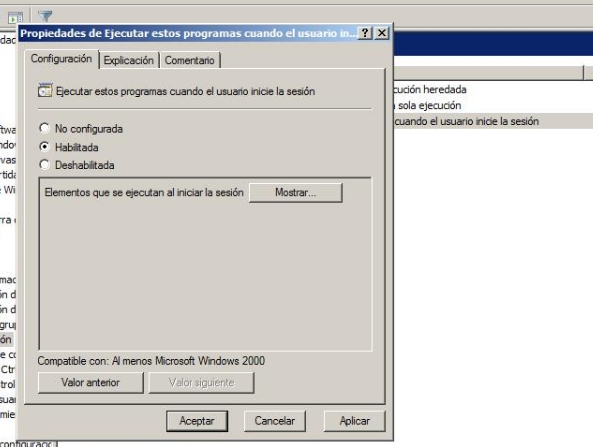 Propiedades de Ejecutar estos programas cuando el usuario in...
Configuración
Explicación
Comentario
Ejecutar estos programas cuando el usuario inicie la sesión
No configurada
Habilitada
Deshabilitada
Elementos que se ejecutan al iniciar la sesión
Mostrar...
Compatible con: Al menos Microsoft Windows 2000
Valor anterior
Valor siguiente
Aceptar
Cancelar
Aplicar
heredada
sola ejecución
cuando el usuario inicie la sesión